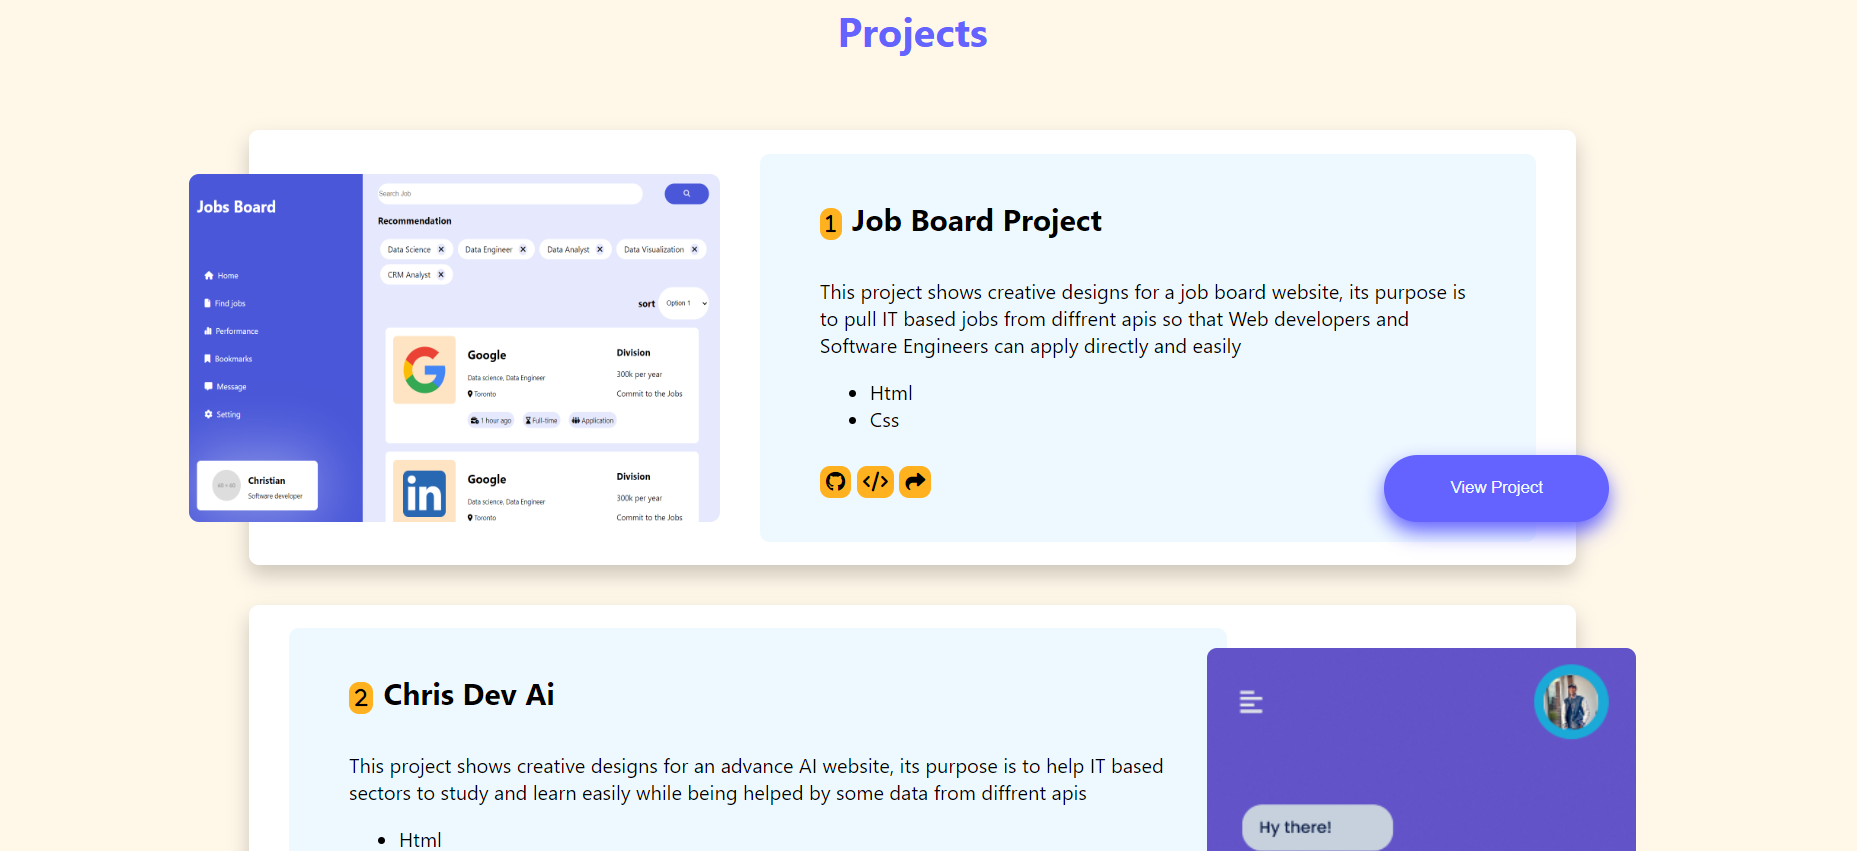 Projects
Jobs Board
Home
Find jobs
Performance
Bookmarks
Message
Setting
Christian
Software developer
Search Job
Recommendation
Data Science
Data Engineer
Data Analyst
Data Visualization
CRM Analyst
sort Option 1
Google
Data science, Data Engineer
Toronto
1 hour ago Full-time Application
Division
300k per year
Commit to the Jobs
Google
Data science, Data Engineer
Toronto
Division
300k per year
Commit to the Jobs
1 Job Board Project
This project shows creative designs for a job board website, its purpose is
to pull IT based jobs from diffrent apis so that Web developers and
Software Engineers can apply directly and easily
Html
Css
View Project
2 Chris Dev Ai
This project shows creative designs for an advance AI website, its purpose is to help IT based
sectors to study and learn easily while being helped by some data from diffrent apis
Html
Hy there!